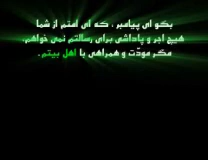 بگو ای پیامبر ، که ای امتم از شما
هیچ اجر و پاداشی برای رسالتم نمی خواهم،
مگر مودّت و همراهی با اهل بیتم.